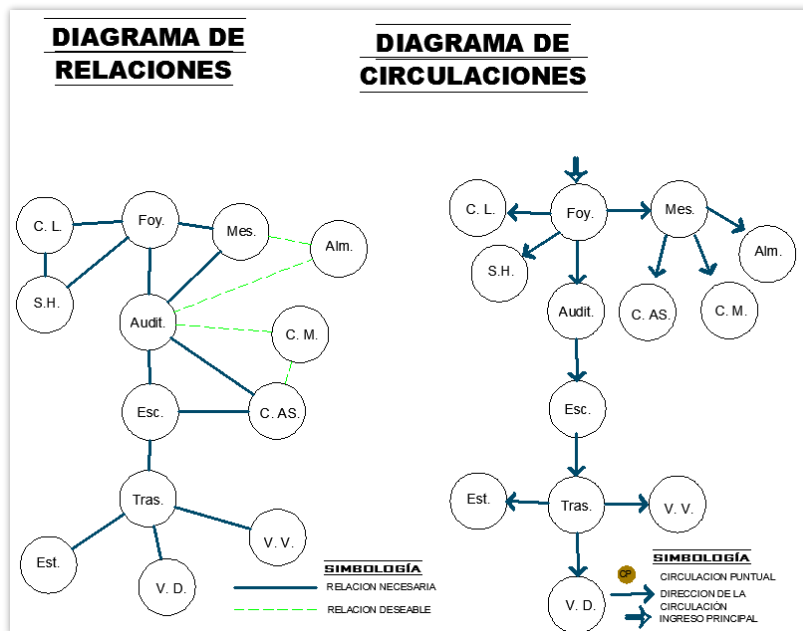 DIAGRAMA DE
RELACIONES
C. L.
Foy.
Mes.
Alm.
S.H.
Audit.
C. M.
Esc.
C. AS.
Tras.
Est.
V. D.
V. V.
SIMBOLOGÍA
RELACION NECESARIA
RELACION DESEABLE
DIAGRAMA DE
CIRCULACIONES
C. L.
Foy.
Mes.
Alm.
S.H.
Audit.
C. AS.
C. M.
Esc.
Est.
Tras.
V. V.
V. D.
SIMBOLOGÍA
CP
CIRCULACION PUNTUAL
DIRECCION DE LA
CIRCULACIÓN
INGRESO PRINCIPAL